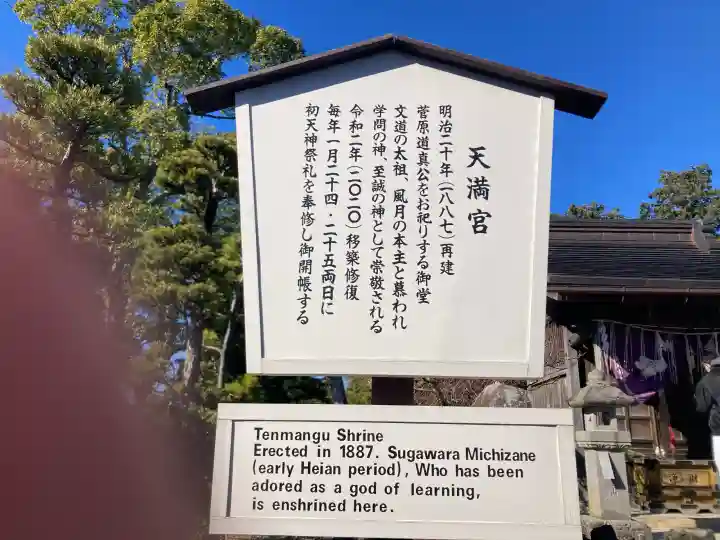 天満宮
明治二十年(一八八七)再建
菅原道真公をお祀りする御堂
文道の太祖、風月の本主と慕われ
学問の神、至誠の神として崇敬される
令和二年(二〇二〇)移築修復
毎年一月二十四・二十五両日に
初天神祭礼を奉修し御開帳する
Tenmangu Shrine
Erected in 1887. Sugawara Michizane
(early Heian period), Who has been
adored as a god of learning,
is enshrined here.